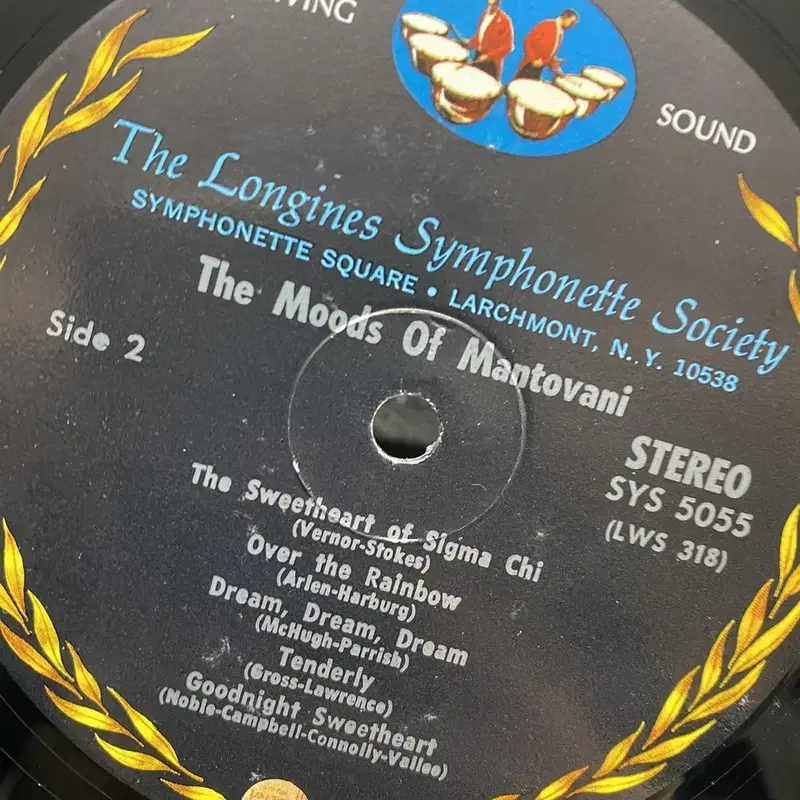 SOUND
The Longines Symphonette Society
SYMPHONETTE SQUARE • LARCHMONT, N. Y. 10538
The Moods Of Mantovani
Side 2
STEREO
SYS 5055
(LWS 318)
The Sweetheart of Sigma Chi
(Vernor-Stokes)
Over the Rainbow
(Arlen-Harburg)
Dream, Dream, Dream
(McHugh-Parrish)
Tenderly
(Gross-Lawrence)
Goodnight Sweetheart
(Noble-Campbell-Connolly-Vallee)